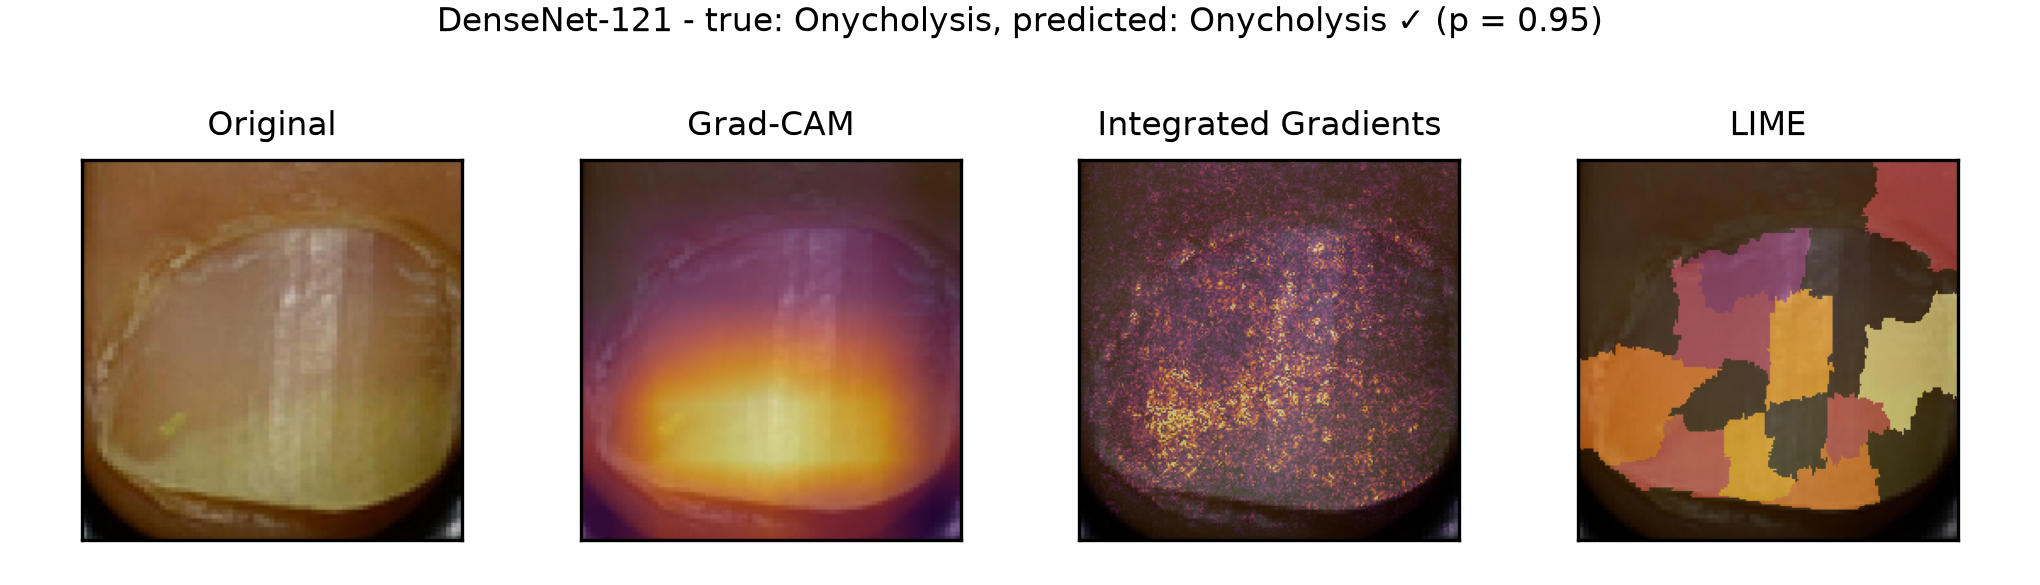 DenseNet-121 - true: Onycholysis, predicted: Onycholysis ✓ (p = 0.95)
Original
Grad-CAM
Integrated Gradients
LIME